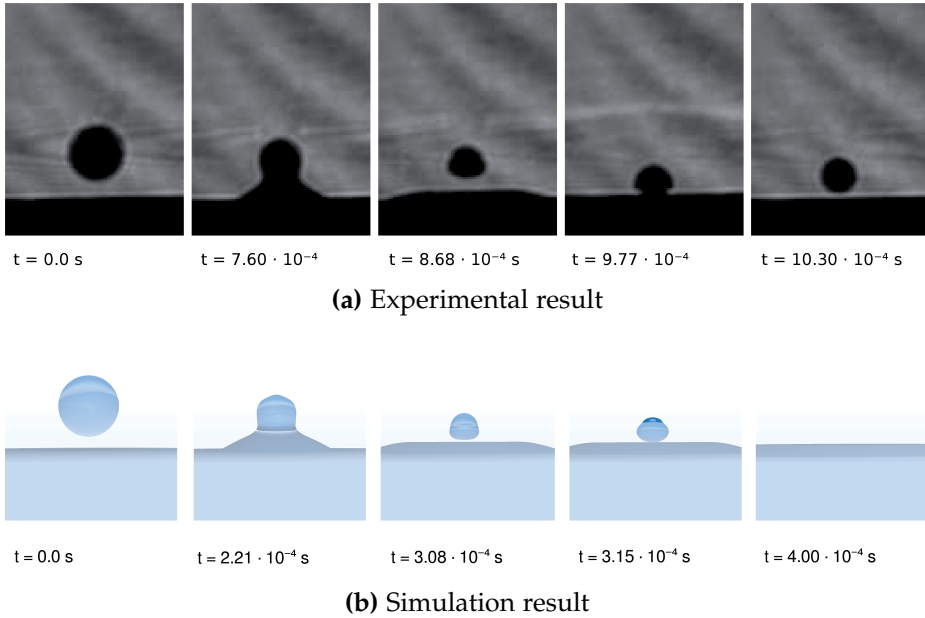 t = 0.0 s
t = 7.60 · 10⁻⁴
t = 8.68 · 10⁻⁴ s
t = 9.77 · 10⁻⁴
t = 10.30 · 10⁻⁴ s
(a) Experimental result
t = 0.0 s
t = 2.21 · 10⁻⁴ s
t = 3.08 · 10⁻⁴ s
t = 3.15 · 10⁻⁴ s
t = 4.00 · 10⁻⁴ s
(b) Simulation result